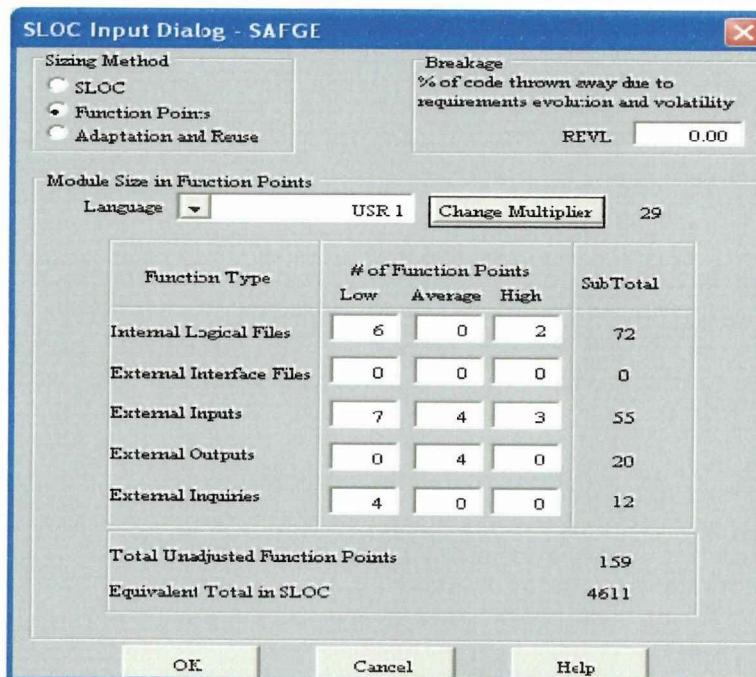 SLOC Input Dialog - SAFGE
Sizing Method
SLOC
Function Points
Adaptation and Reuse
Breakage
% of code thrown away due to
requirements evolution and volatility
REVL 0.00
Module Size in Function Points
Language USR 1 Change Multiplier 29
Function Type # of Function Points SubTotal
Low Average High
Internal Logical Files 6 0 2 72
External Interface Files 0 0 0 0
External Inputs 7 4 3 55
External Outputs 0 4 0 20
External Inquiries 4 0 0 12
Total Unadjusted Function Points 159
Equivalent Total in SLOC 4611
OK Cancel Help